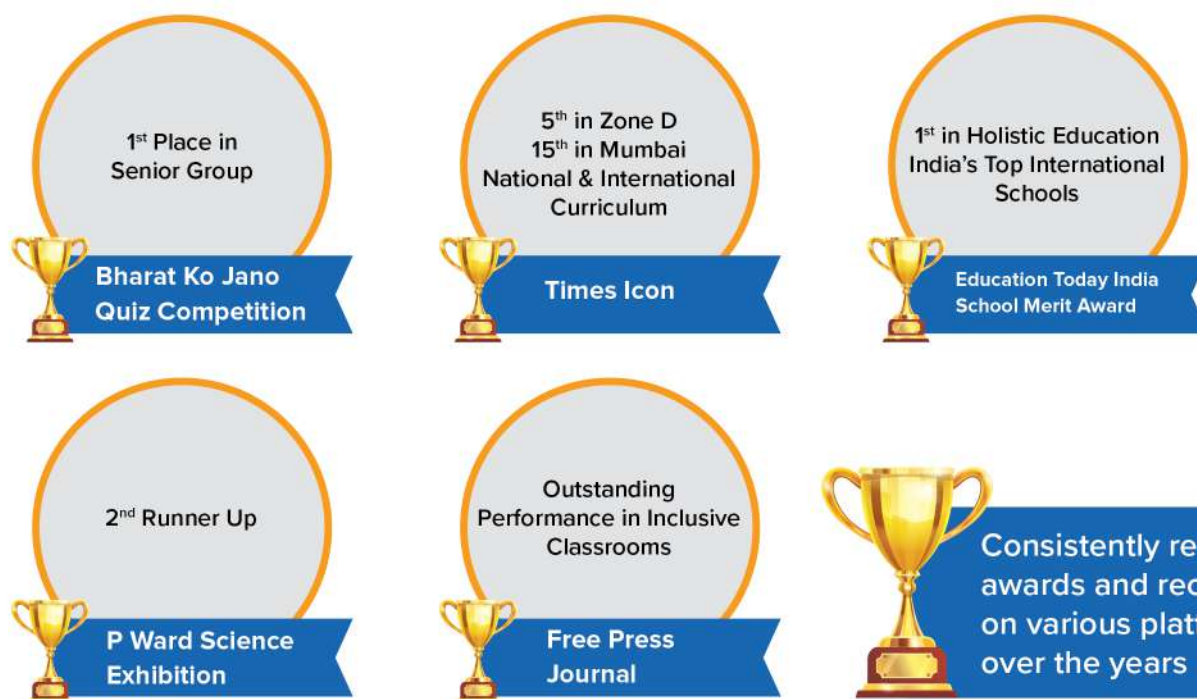 1st Place in
Senior Group
Bharat Ko Jano
Quiz Competition
5th in Zone D
15th in Mumbai
National & International
Curriculum
Times Icon
1st in Holistic Education
India's Top International
Schools
Education Today India
School Merit Award
2nd Runner Up
P Ward Science
Exhibition
Outstanding
Performance in Inclusive
Classrooms
Free Press
Journal
Consistently
awards and
on various
over the years